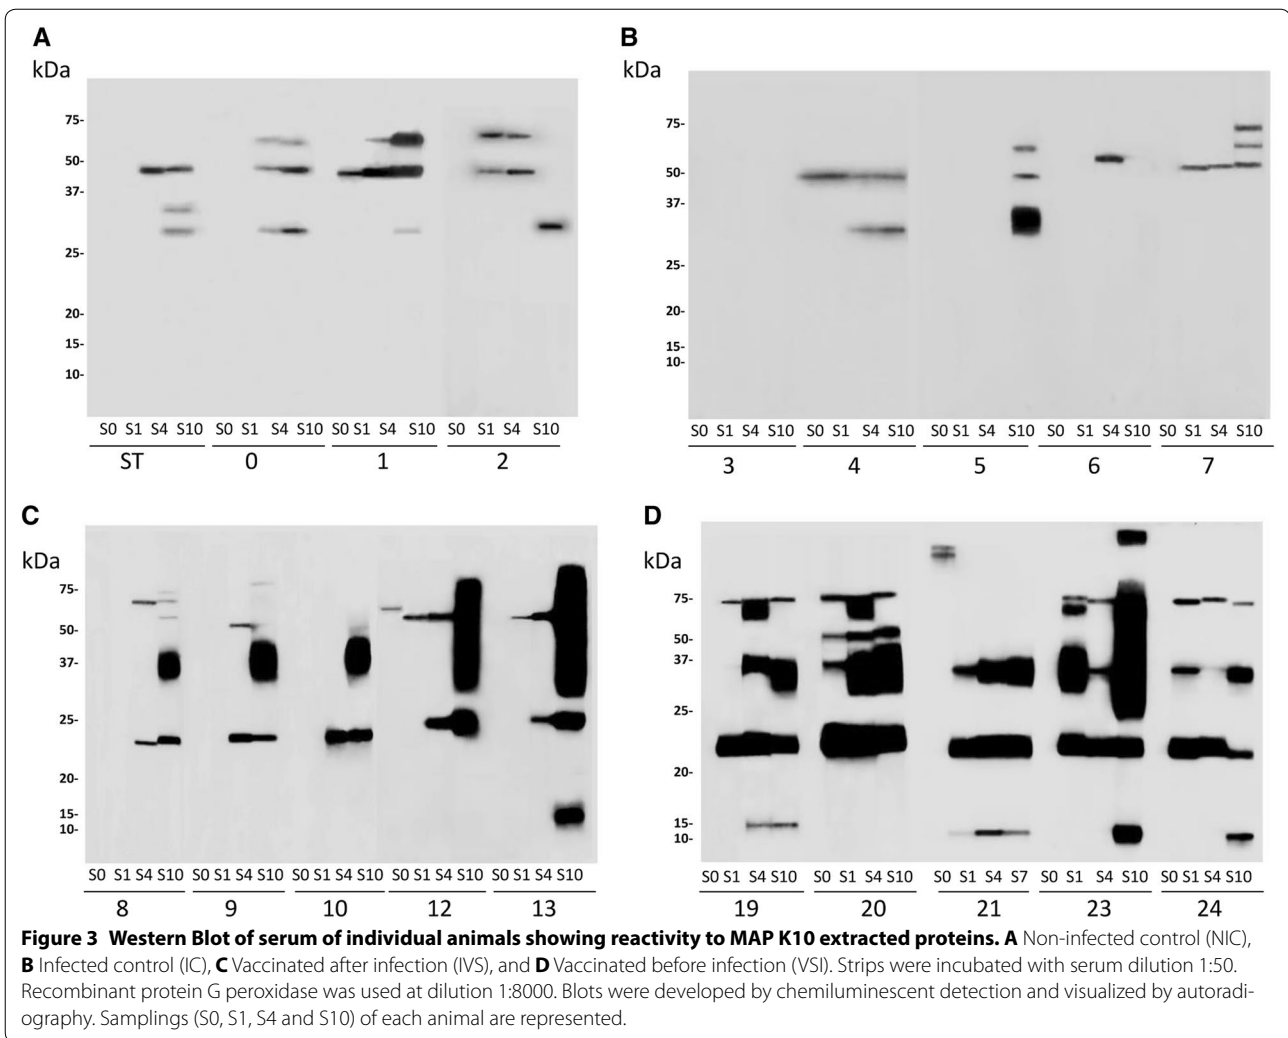 A
kDa
75-
50-
37-
25-
20-
15-
10-
S0 S1 S4 S10 S0 S1 S4 S10 S0 S1 S4 S10 S0 S1 S4 S10
ST 0 1 2
B
kDa
75-
50-
37-
25-
20-
15-
10-
S0 S1 S4 S10 S0 S1 S4 S10 S0 S1 S4 S10 S0 S1 S4 S10 S0 S1 S4 S10
3 4 5 6 7
C
kDa
75-
50-
37-
25-
20-
15-
10-
S0 S1 S4 S10 S0 S1 S4 S10 S0 S1 S4 S10 S0 S1 S4 S10 S0 S1 S4 S10
8 9 10 12 13
D
kDa
75-
50-
37-
25-
20-
15-
10-
S0 S1 S4 S10 S0 S1 S4 S10 S0 S1 S4 S7 S0 S1 S4 S10 S0 S1 S4 S10
19 20 21 23 24
Figure 3 Western Blot of serum of individual animals showing reactivity to MAP K10 extracted proteins. A Non-infected control (NIC),
B Infected control (IC), C Vaccinated after infection (IVS), and D Vaccinated before infection (VSI). Strips were incubated with serum dilution 1:50.
Recombinant protein G peroxidase was used at dilution 1:8000. Blots were developed by chemiluminescent detection and visualized by autoradi-
ography. Samplings (S0, S1, S4 and S10) of each animal are represented.